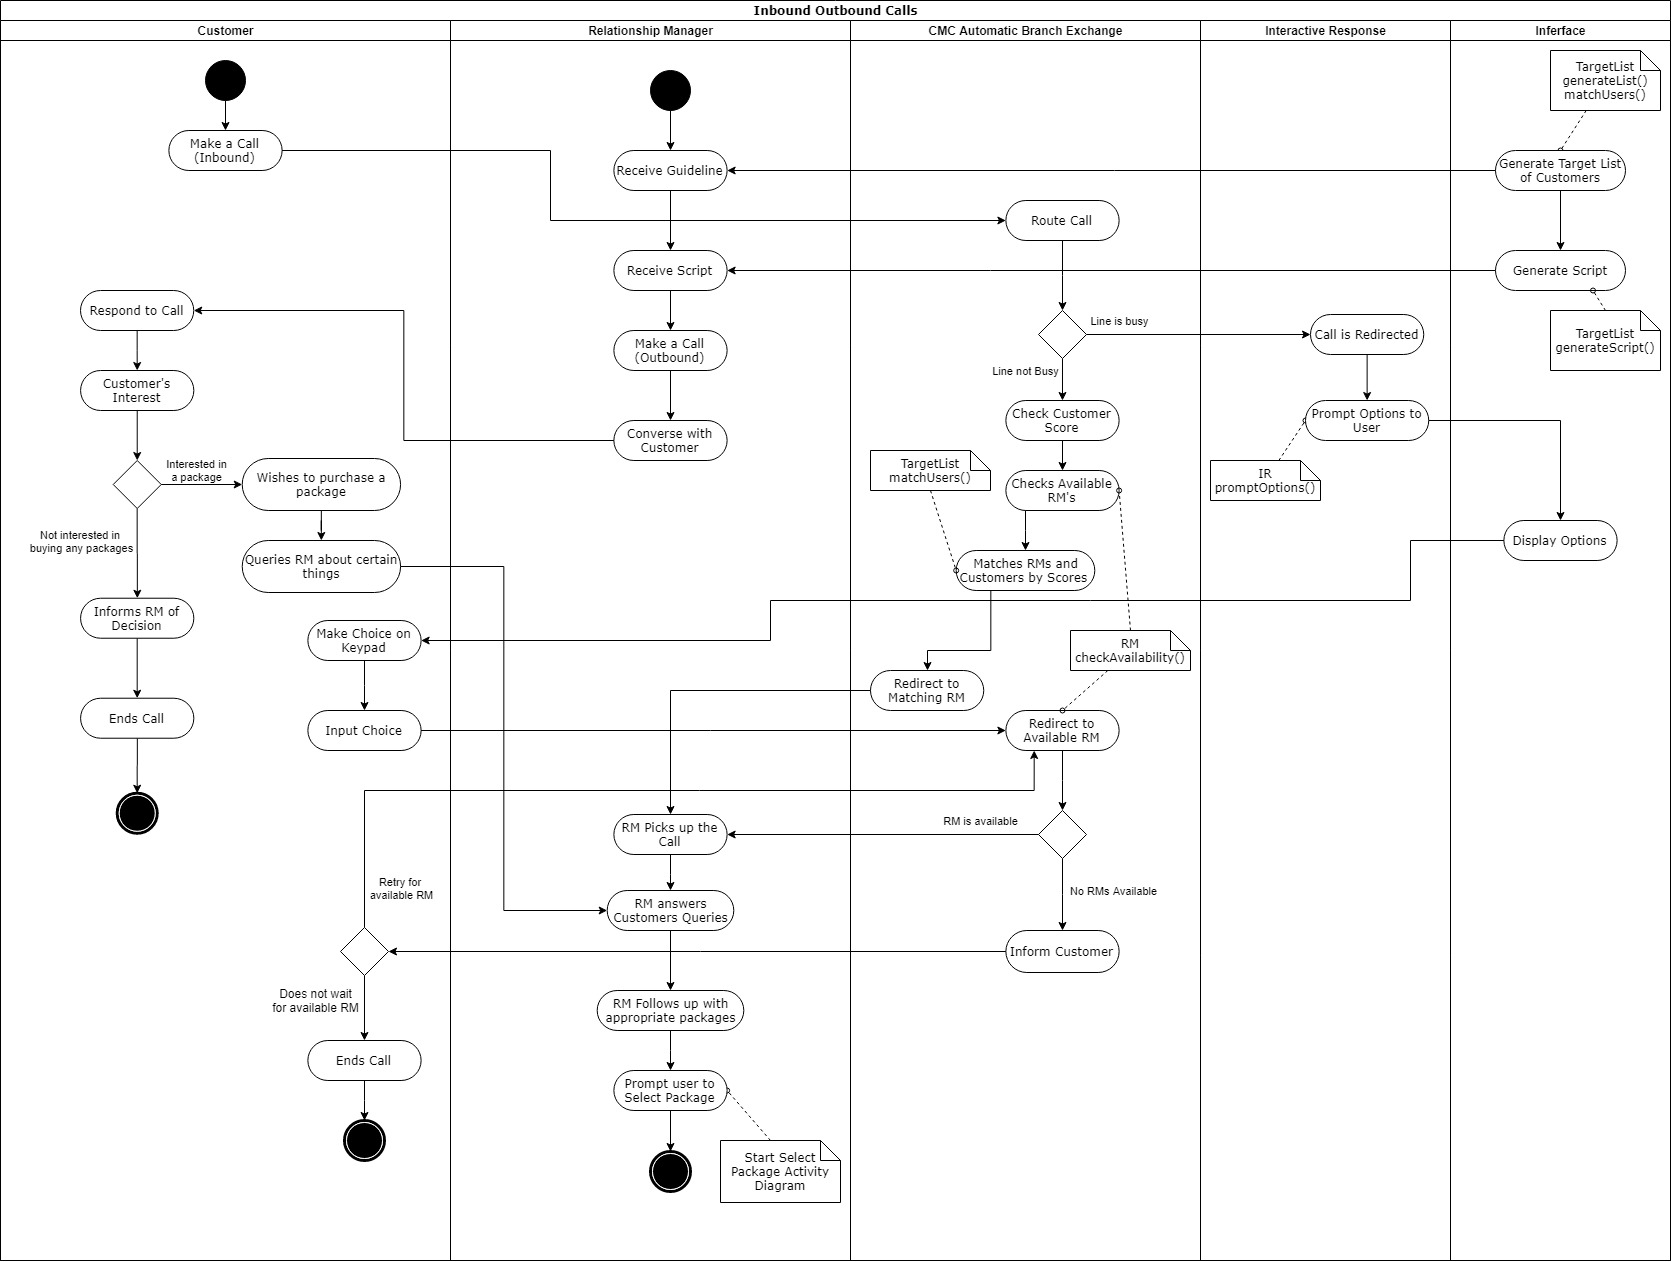 Inbound Outbound Calls
Customer
Relationship Manager
CMC Automatic Branch Exchange
Interactive Response
Inferface
TargetList
generateList()
matchUsers()
Make a Call
(Inbound)
Receive Guideline
Generate Target List
of Customers
Route Call
Receive Script
Generate Script
Respond to Call
Line is busy
Call is Redirected
TargetList
generateScript()
Make a Call
(Outbound)
Line not Busy
Customer's
Interest
Check Customer
Score
Prompt Options to
User
Converse with
Customer
Interested in
a package
Wishes to purchase a
package
TargetList
matchUsers()
Checks Available
RM's
IR
promptOptions()
Not interested in
buying any packages
Queries RM about certain
things
Matches RMs and
Customers by Scores
Display Options
Informs RM of
Decision
Make Choice on
Keypad
RM
checkAvailability()
Redirect to
Matching RM
Ends Call
Input Choice
Redirect to
Available RM
RM Picks up the
Call
RM is available
Retry for
available RM
No RMs Available
RM answers
Customers Queries
Inform Customer
Does not wait
for available RM
RM Follows up with
appropriate packages
Ends Call
Prompt user to
Select Package
Start Select
Package Activity
Diagram